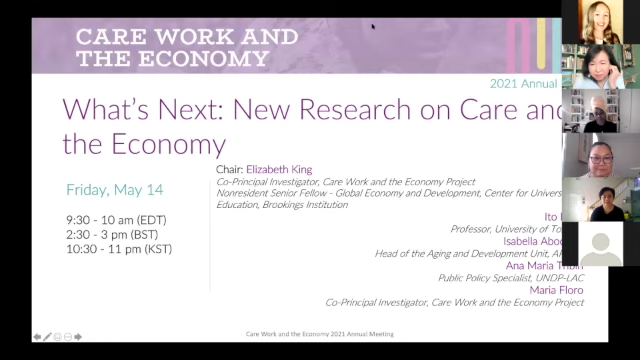 CARE WORK AND
THE ECONOMY
2021 Annual
What's Next: New Research on Care and
the Economy
Friday, May 14
9:30 - 10 am (EDT)
2:30 - 3 pm (BST)
10:30 - 11 pm (KST)
Chair: Elizabeth King
Co-Principal Investigator, Care Work and the Economy Project
Nonresident Senior Fellow - Global Economy and Development, Center for
Education, Brookings Institution
Ito
Professor, University of
Isabella
Head of the Aging and Development Unit,
Ana Maria
Public Policy Specialist, UNDP-LAC
Maria Floro
Co-Principal Investigator, Care Work and the Economy Project
Care Work and the Economy 2021 Annual Meeting